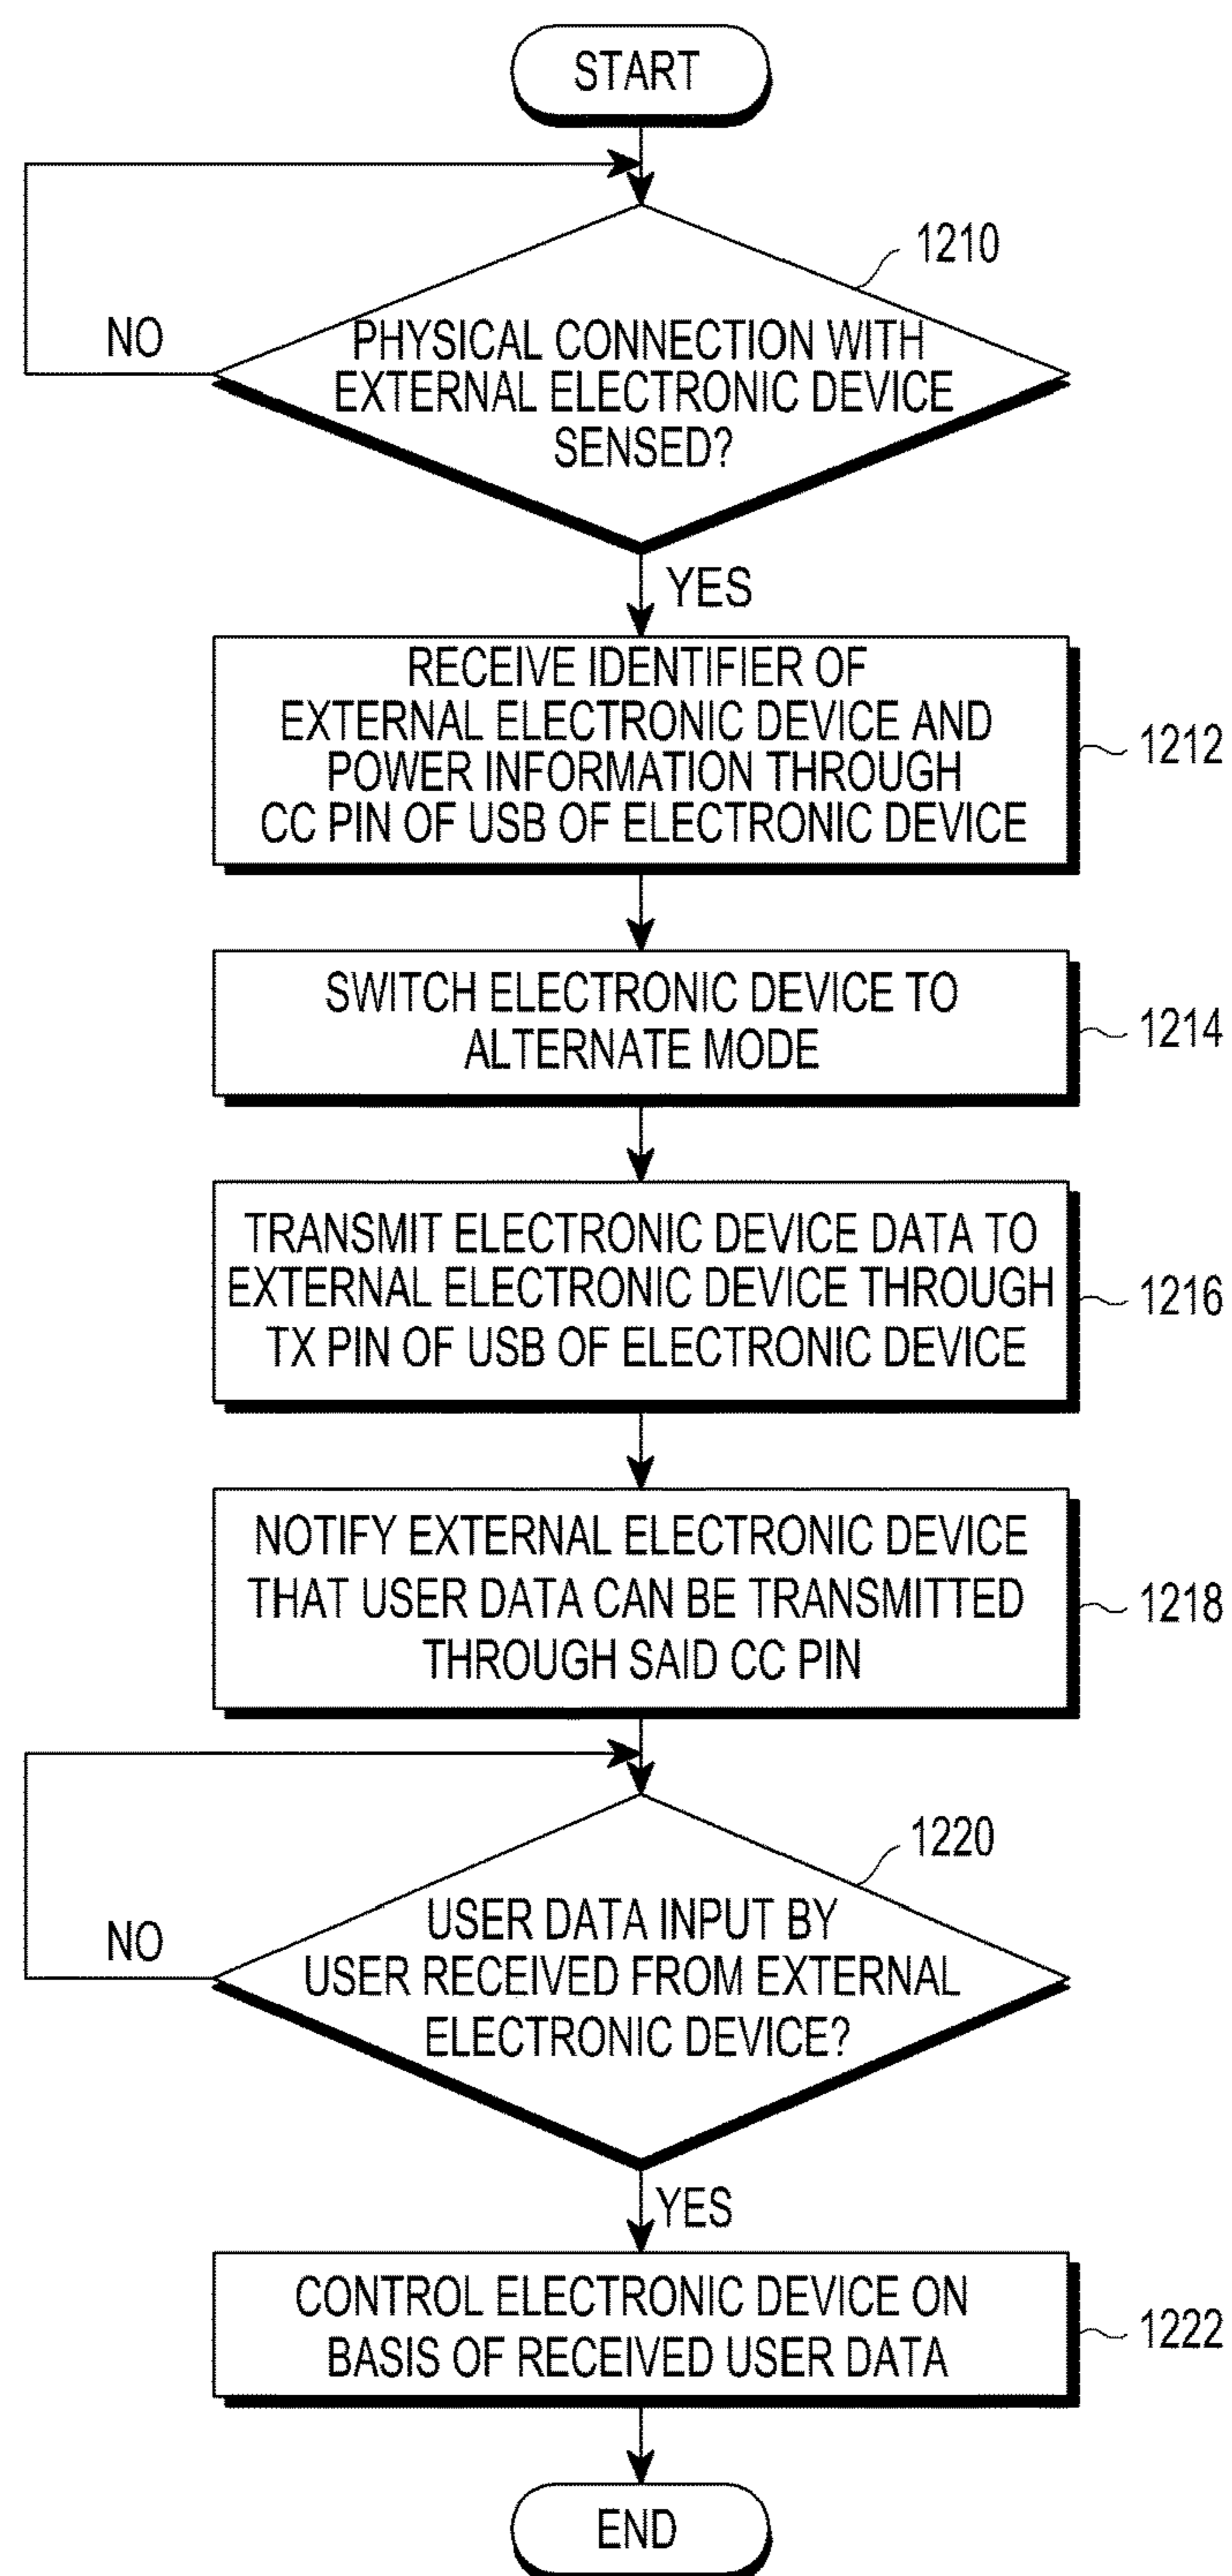 START
1210
NO
PHYSICAL CONNECTION WITH
EXTERNAL ELECTRONIC DEVICE
SENSED?
YES
RECEIVE IDENTIFIER OF
EXTERNAL ELECTRONIC DEVICE AND
POWER INFORMATION THROUGH
CC PIN OF USB OF ELECTRONIC DEVICE
1212
SWITCH ELECTRONIC DEVICE TO
ALTERNATE MODE
1214
TRANSMIT ELECTRONIC DEVICE DATA TO
EXTERNAL ELECTRONIC DEVICE THROUGH
TX PIN OF USB OF ELECTRONIC DEVICE
1216
NOTIFY EXTERNAL ELECTRONIC DEVICE
THAT USER DATA CAN BE TRANSMITTED
THROUGH SAID CC PIN
1218
1220
NO
USER DATA INPUT BY
USER RECEIVED FROM EXTERNAL
ELECTRONIC DEVICE?
YES
CONTROL ELECTRONIC DEVICE ON
BASIS OF RECEIVED USER DATA
1222
END